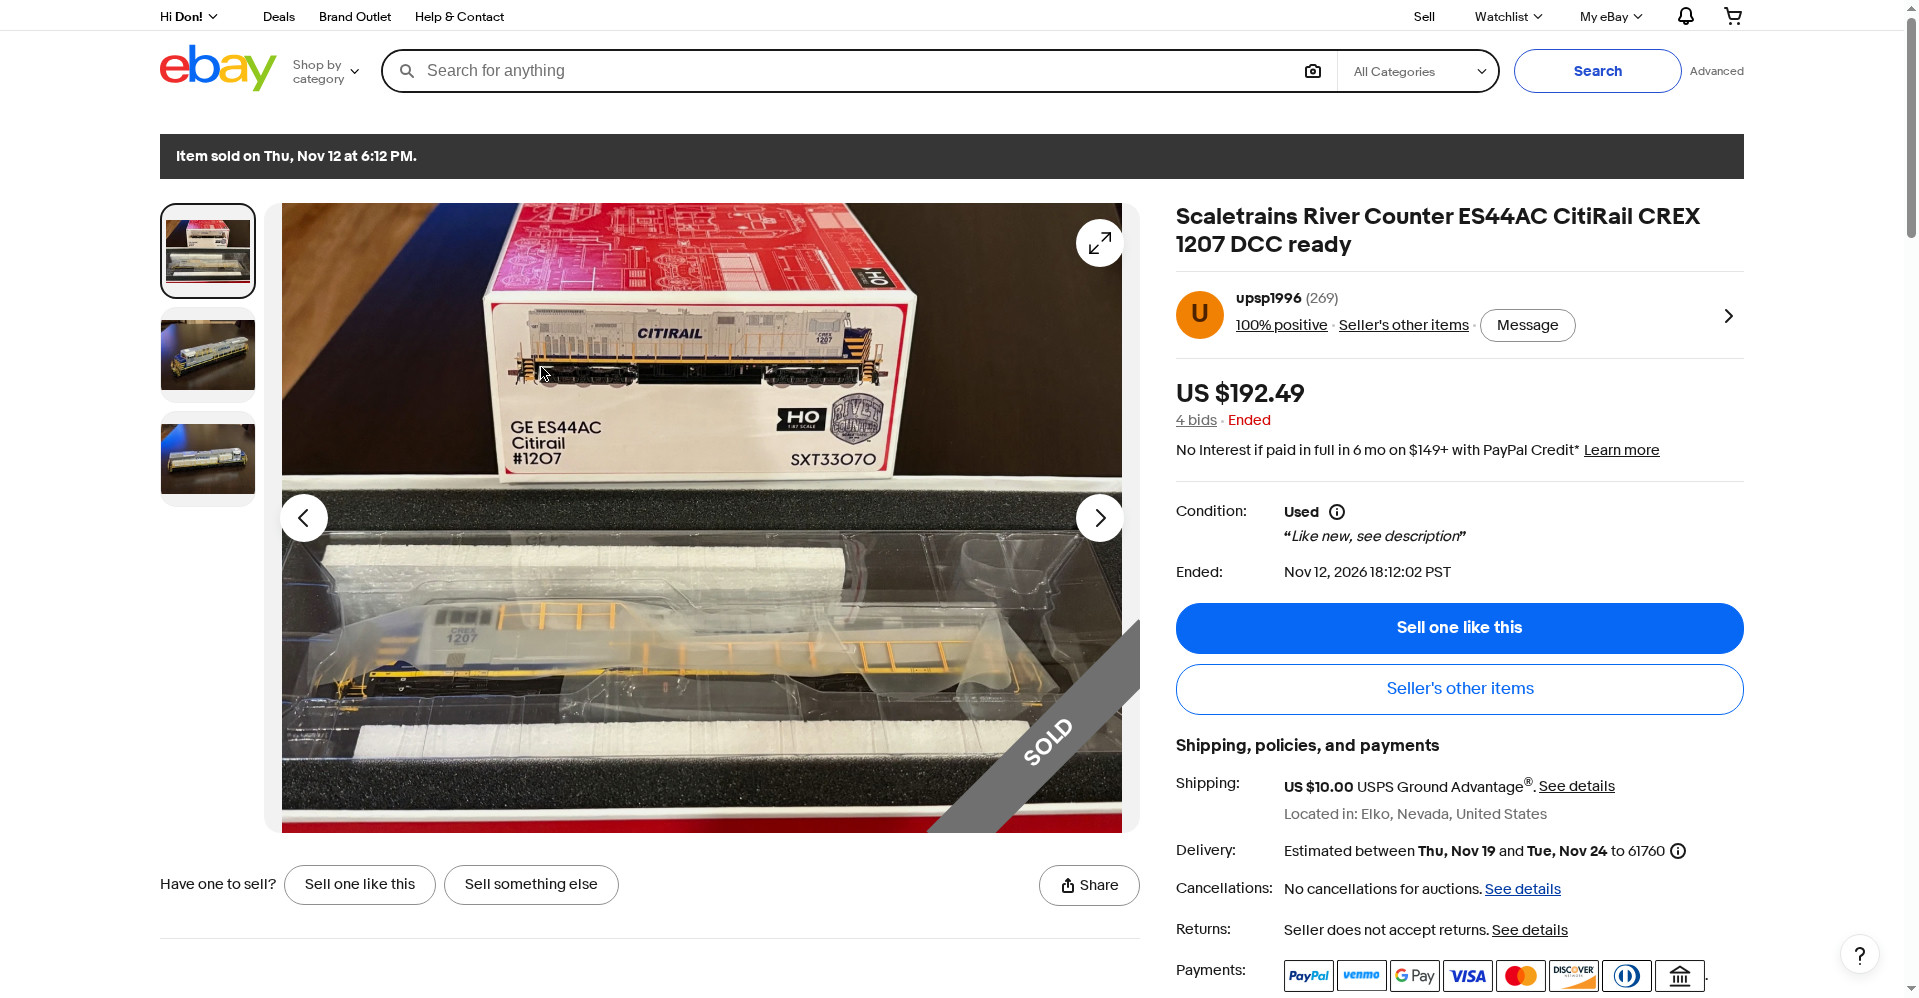 Hi Don!
Deals
Brand Outlet
Help & Contact
Sell
Watchlist
My eBay
ebay
Shop by
category
Search for anything
All Categories
Search
Advanced
Item sold on Thu, Nov 12 at 6:12 PM.
CITIRAIL
CREX
1207
GE ES44AC
Citirail
#1207
HO
RIVET
COUNTER
SXT33070
HO
CREX
1207
SOLD
Have one to sell?
Sell one like this
Sell something else
Share
Scaletrains River Counter ES44AC CitiRail CREX
1207 DCC ready
U
upsp1996 (269)
100% positive · Seller's other items · Message
US $192.49
4 bids · Ended
No Interest if paid in full in 6 mo on $149+ with PayPal Credit* Learn more
Condition: Used
“Like new, see description”
Ended: Nov 12, 2026 18:12:02 PST
Sell one like this
Seller's other items
Shipping, policies, and payments
Shipping: US $10.00 USPS Ground Advantage®. See details
Located in: Elko, Nevada, United States
Delivery: Estimated between Thu, Nov 19 and Tue, Nov 24 to 61760
Cancellations: No cancellations for auctions. See details
Returns: Seller does not accept returns. See details
Payments: PayPal venmo G Pay VISA DISCOVER
?